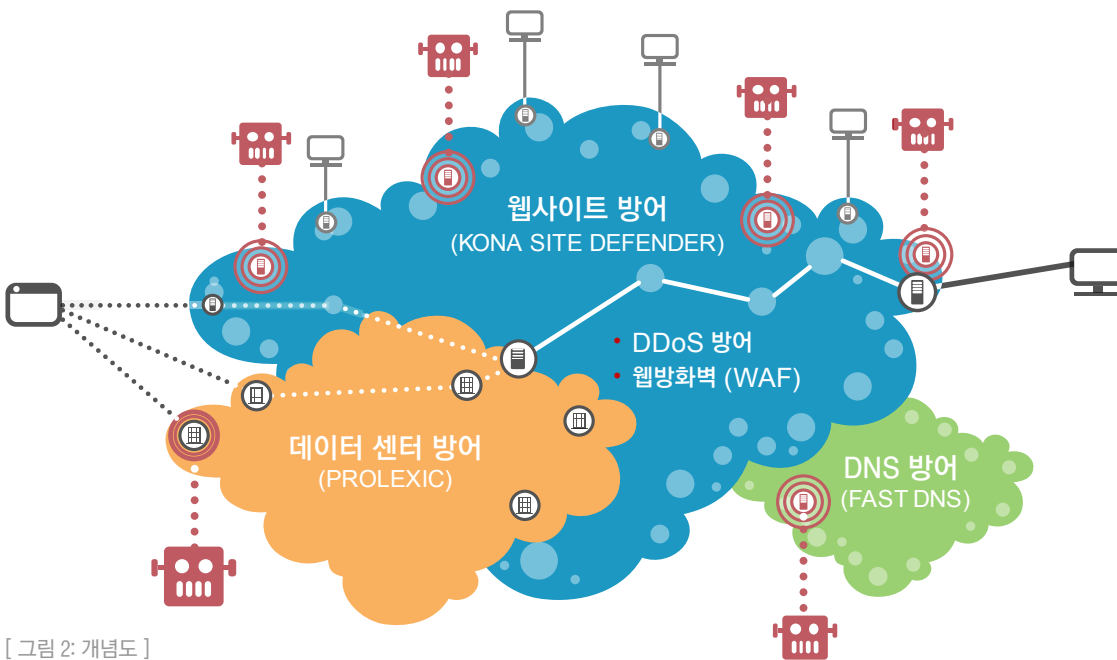 웹사이트 방어
(KONA SITE DEFENDER)
• DDoS 방어
• 웹방화벽 (WAF)
데이터 센터 방어
(PROLEXIC)
DNS 방어
(FAST DNS)
[ 그림 2: 개념도 ]